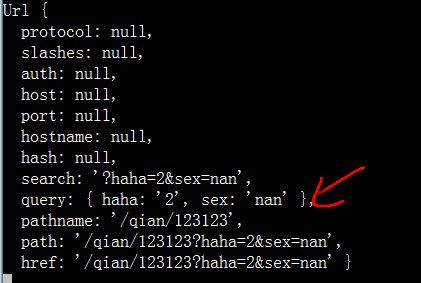 Url {
  protocol: null,
  slashes: null,
  auth: null,
  host: null,
  port: null,
  hostname: null,
  hash: null,
  search: '?haha=2&sex=nan',
  query: { haha: '2', sex: 'nan' },
  pathname: '/qian/123123',
  path: '/qian/123123?haha=2&sex=nan',
  href: '/qian/123123?haha=2&sex=nan' }